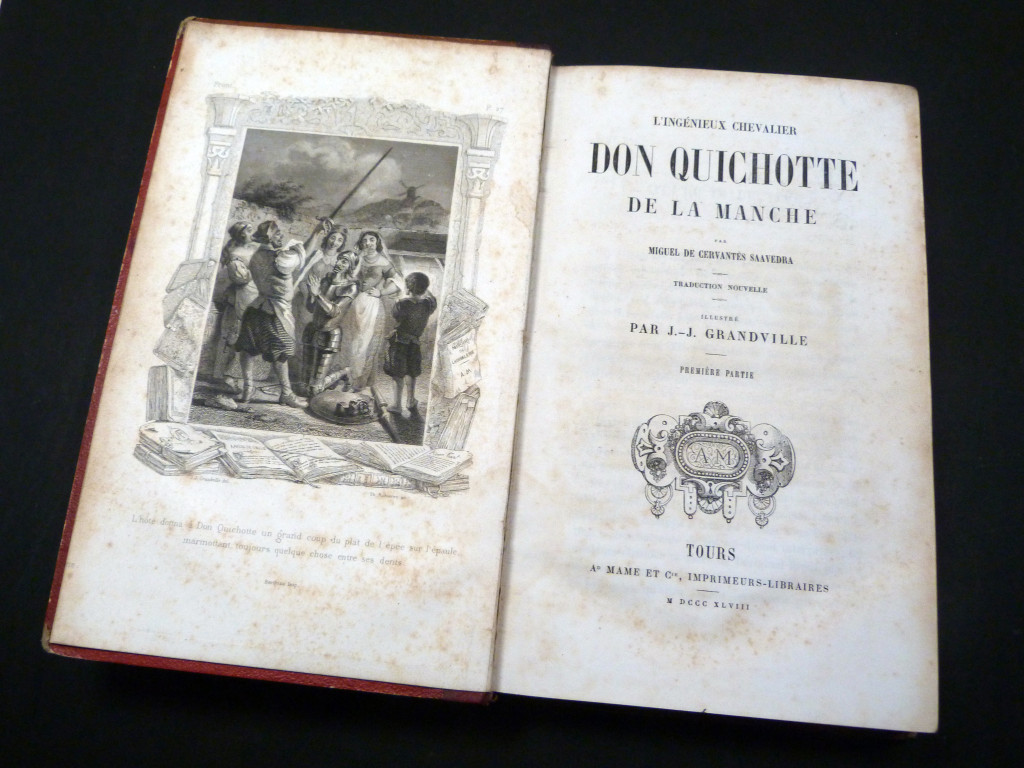 P. 47
L'hôte donna à Don Quichotte un grand coup du plat de l'épée sur l'épaule,
marmottant toujours quelque chose entre ses dents.
L'INGÉNIEUX CHEVALIER
DON QUICHOTTE
DE LA MANCHE
PAR
MIGUEL DE CERVANTÉS SAAVEDRA
TRADUCTION NOUVELLE
ILLUSTRÉ
PAR J.-J. GRANDVILLE
PREMIÈRE PARTIE
A M
TOURS
Ad MAME ET Cie, IMPRIMEURS-LIBRAIRES
M DCCC XLVIII